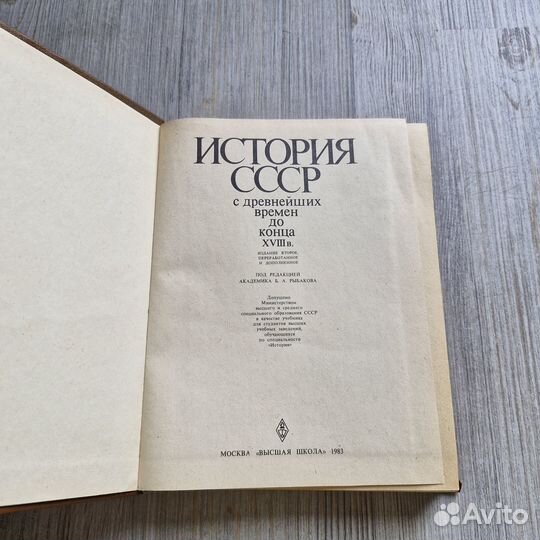 ИСТОРИЯ
СССР
с древнейших
времен
до
конца
XVIII в.
ИЗДАНИЕ ВТОРОЕ,
ПЕРЕРАБОТАННОЕ
И ДОПОЛНЕННОЕ
ПОД РЕДАКЦИЕЙ
АКАДЕМИКА Б. А. РЫБАКОВА
Допущено
Министерством
высшего и среднего
специального образования СССР
в качестве учебника
для студентов высших
учебных заведений,
обучающихся
по специальности
«История»
МОСКВА «ВЫСШАЯ ШКОЛА» 1983
Avito